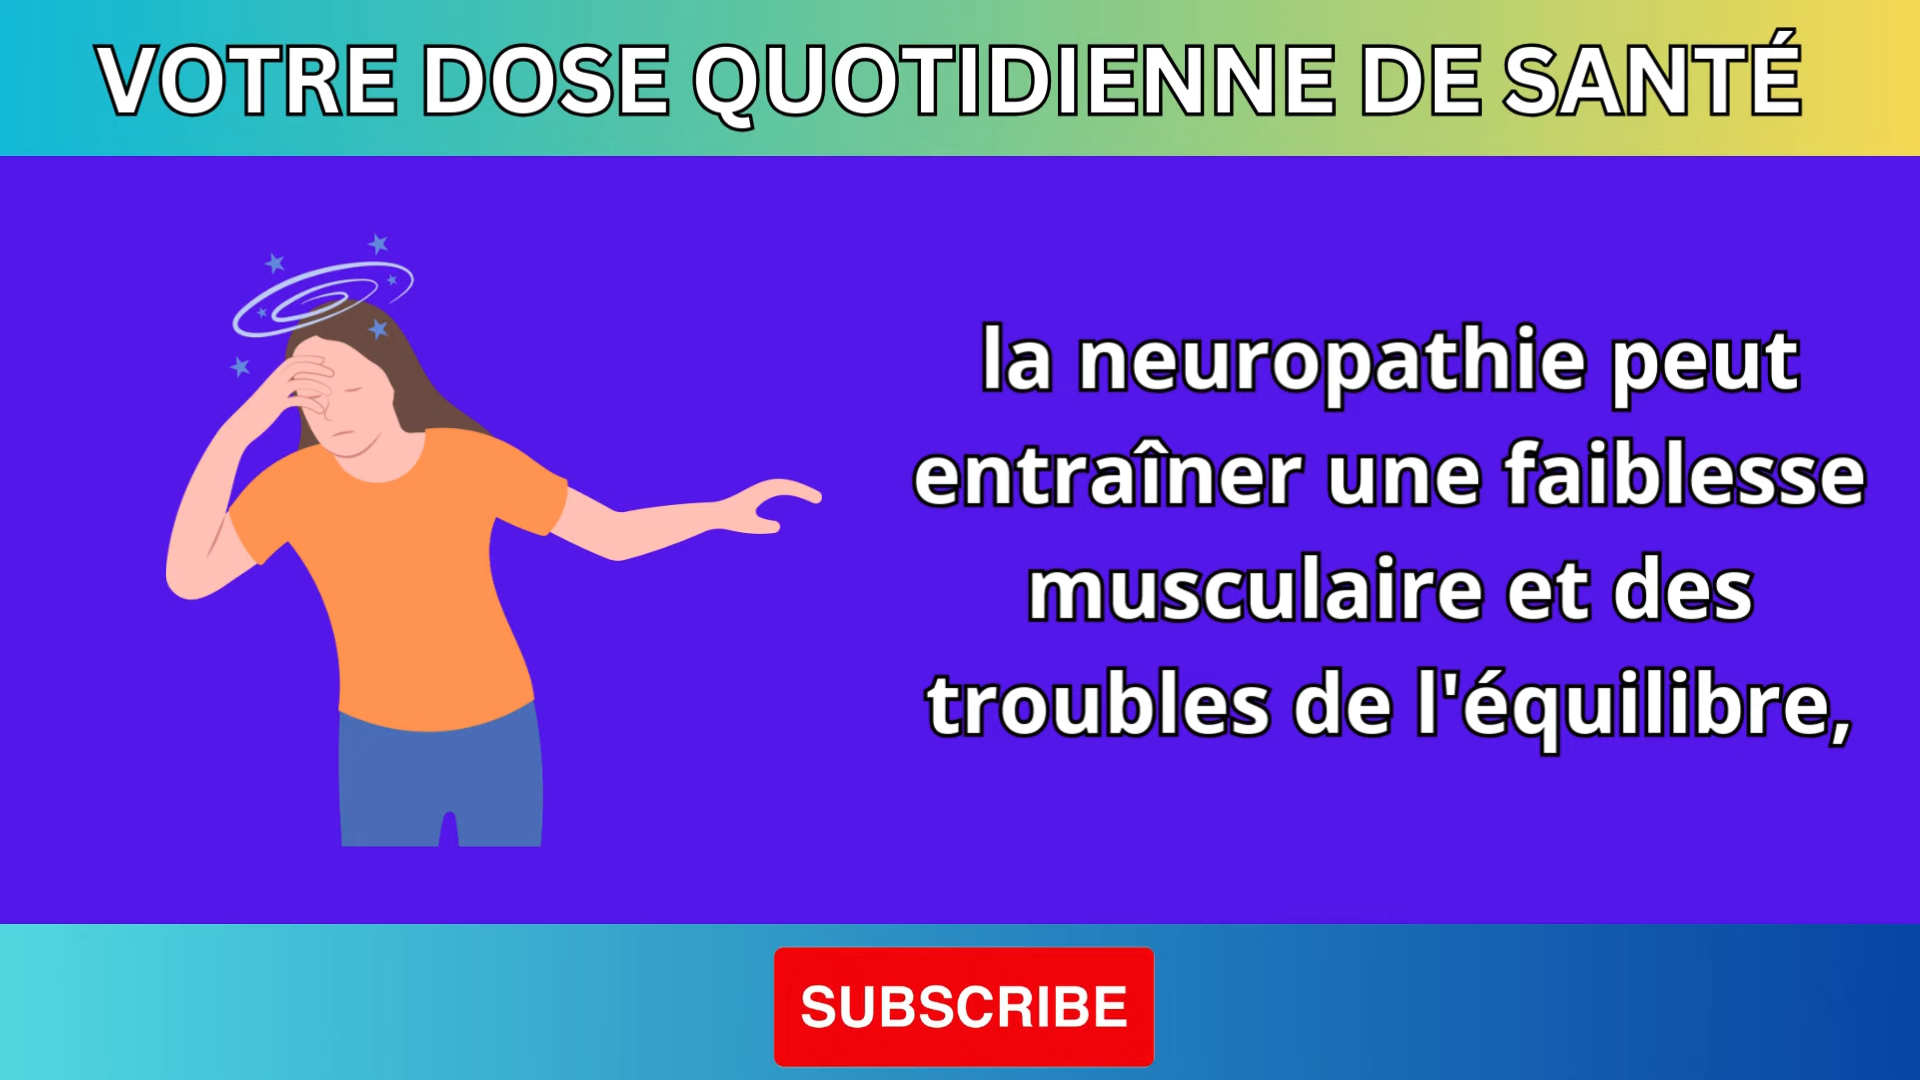 VOTRE DOSE QUOTIDIENNE DE SANTÉ
la neuropathie peut
entraîner une faiblesse
musculaire et des
troubles de l'équilibre,
SUBSCRIBE